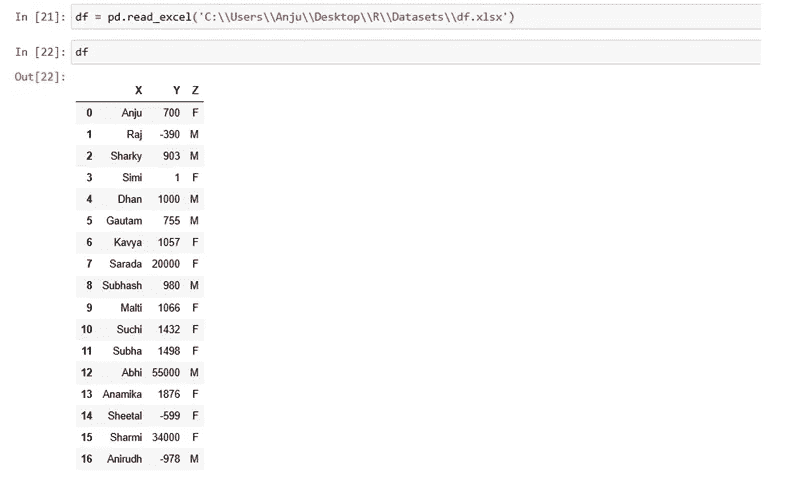 In [21]: df = pd.read_excel('C:\\Users\\Anju\\Desktop\\R\\Datasets\\df.xlsx')
In [22]: df
Out[22]:
X Y Z
0 Anju 700 F
1 Raj -390 M
2 Sharky 903 M
3 Simi 1 F
4 Dhan 1000 M
5 Gautam 755 M
6 Kavya 1057 F
7 Sarada 20000 F
8 Subhash 980 M
9 Malti 1066 F
10 Suchi 1432 F
11 Subha 1498 F
12 Abhi 55000 M
13 Anamika 1876 F
14 Sheetal -599 F
15 Sharmi 34000 F
16 Anirudh -978 M